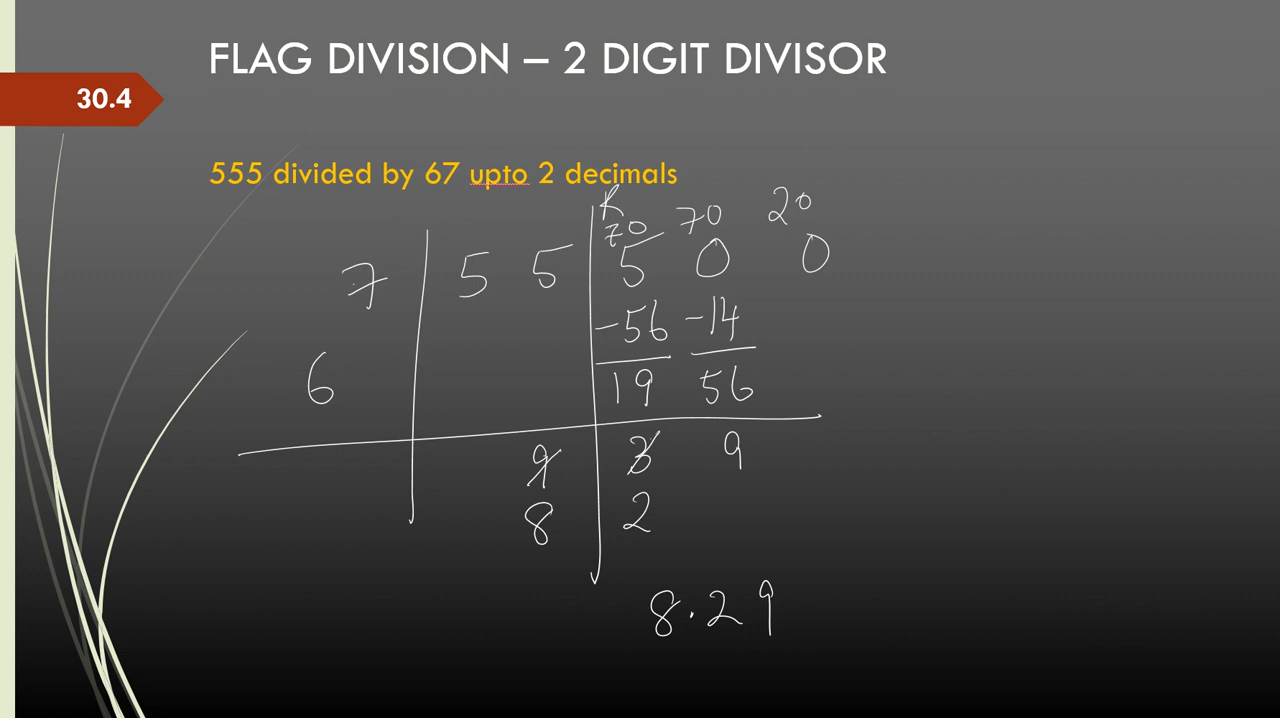 FLAG DIVISION – 2 DIGIT DIVISOR
30.4
555 divided by 67 upto 2 decimals
70 70 20
7 5 5 5 0 0
-56 -14
6 19 56
9 3 9
8 2
8.29